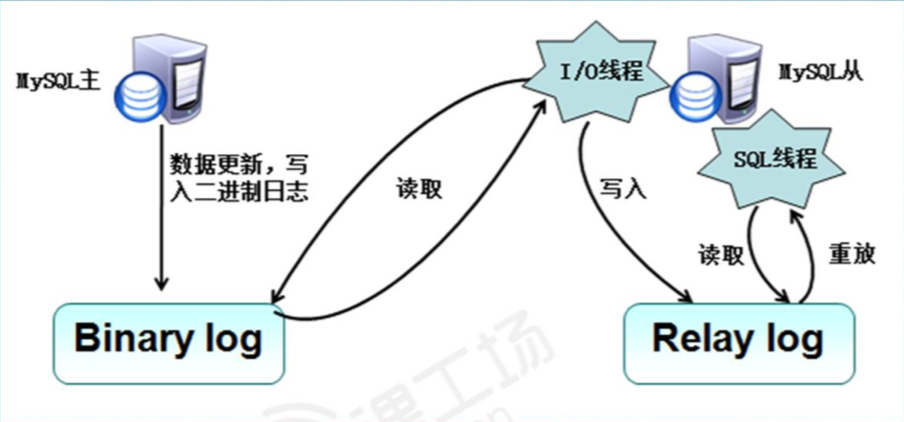 MySQL主
I/O线程
MySQL从
数据更新，写
入二进制日志
读取
写入
SQL线程
读取
重放
Binary log
Relay log
课工场